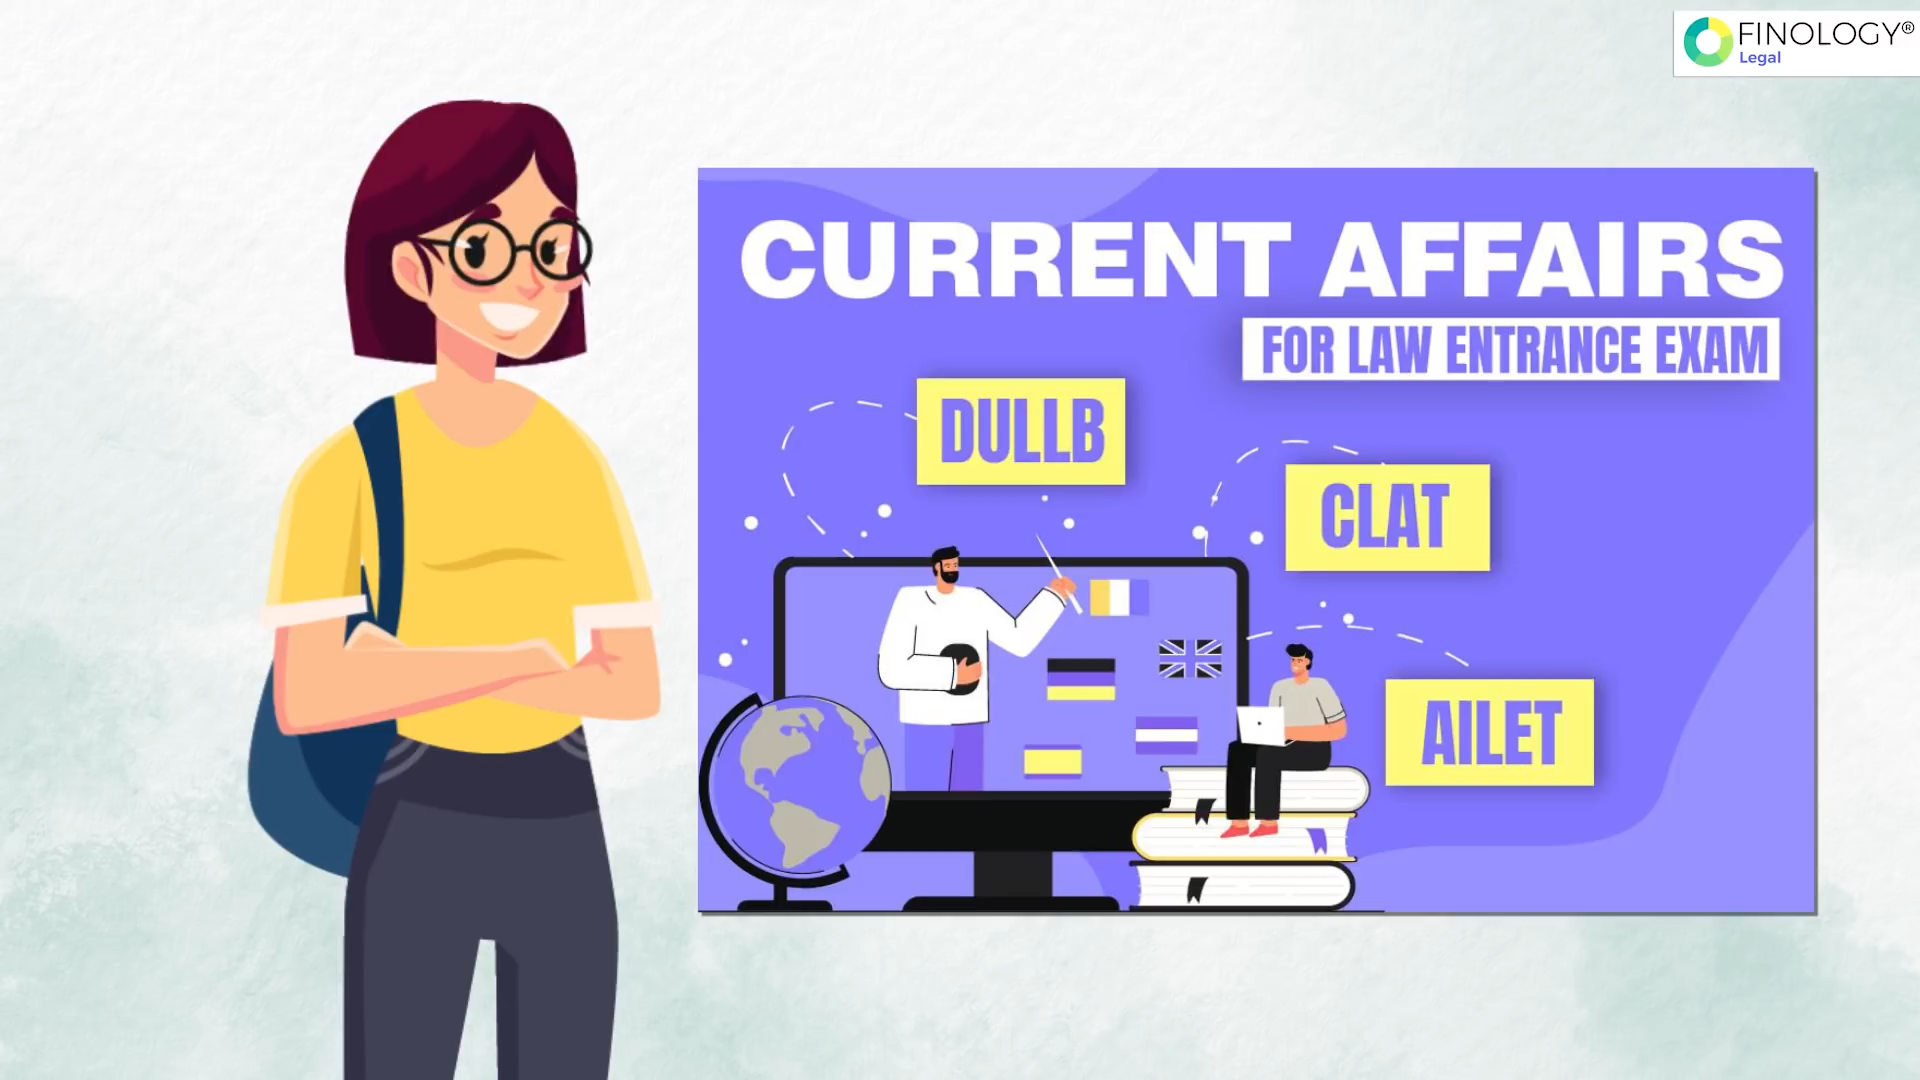 FINOLOGY®
Legal
CURRENT AFFAIRS
FOR LAW ENTRANCE EXAM
DULLB
CLAT
AILET